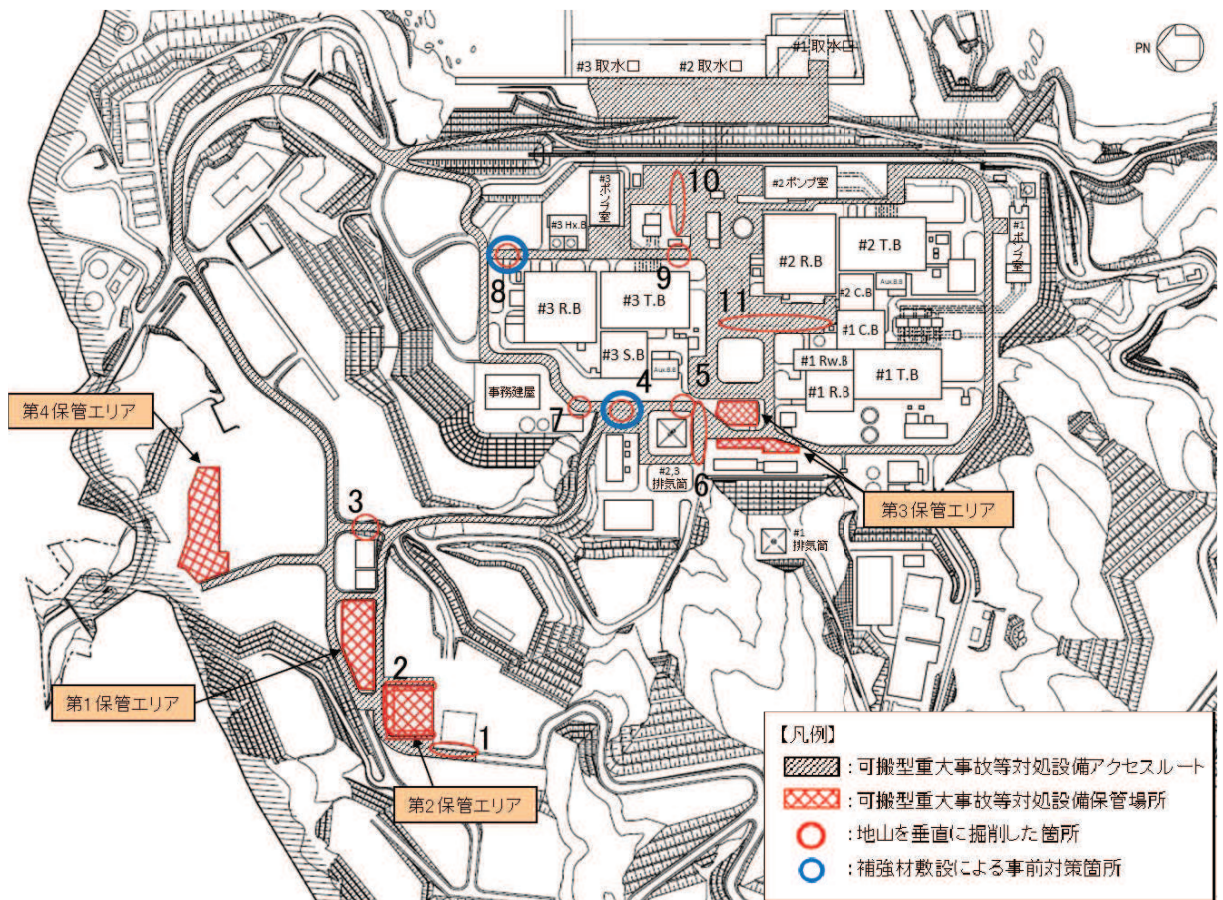 #1 取水口
#3 取水口
#2 取水口
PN
10
#3
ポンプ室
#2 ポンプ室
#3 Hx.B
#1
ポンプ室
#2 T.B
#2 R.B
9
8
#3 R.B
#3 T.B
11
#2 C.B
#1 C.B
#3 S.B
#1 Rw.B
#1 T.B
#1 R.B
4
5
事務建屋
7
第4保管エリア
#2,3
排気筒
6
第3保管エリア
3
#1
排気筒
第1保管エリア
2
1
第2保管エリア
【凡例】
:可搬型重大事故等対処設備アクセスルート
:可搬型重大事故等対処設備保管場所
:地山を垂直に掘削した箇所
:補強材敷設による事前対策箇所